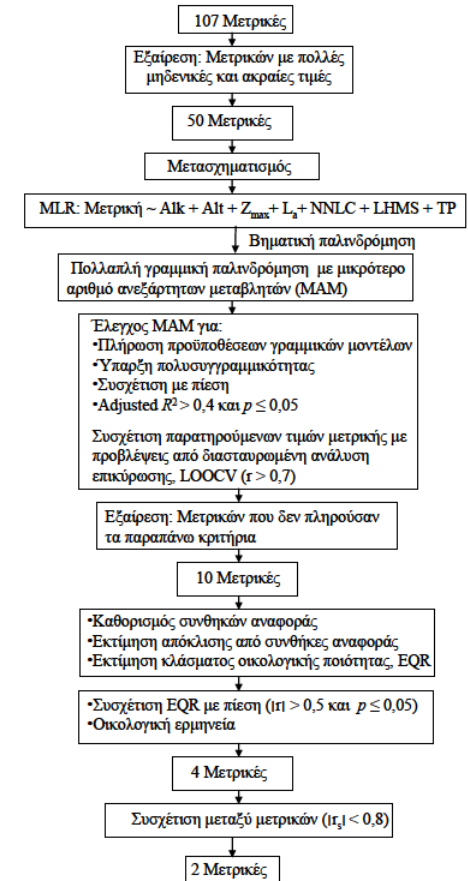 107 Μετρικές
Εξαίρεση: Μετρικών με πολλές
μηδενικές και ακραίες τιμές
50 Μετρικές
Μετασχηματισμός
MLR: Μετρική ~ Alk + Alt + Zmax+ La+ NNLC + LHMS + TP
Βηματική παλινδρόμηση
Πολλαπλή γραμμική παλινδρόμηση με μικρότερο
αριθμό ανεξάρτητων μεταβλητών (ΜΑΜ)
Έλεγχος ΜΑΜ για:
•Πλήρωση προϋποθέσεων γραμμικών μοντέλων
•Ύπαρξη πολυσυγγραμμικότητας
•Συσχέτιση με πίεση
•Adjusted R² > 0,4 και p ≤ 0,05
Συσχέτιση παρατηρούμενων τιμών μετρικής με
προβλέψεις από διασταυρωμένη ανάλυση
επικύρωσης, LOOCV (r > 0,7)
Εξαίρεση: Μετρικών που δεν πληρούσαν
τα παραπάνω κριτήρια
10 Μετρικές
•Καθορισμός συνθηκών αναφοράς
•Εκτίμηση απόκλισης από συνθήκες αναφοράς
•Εκτίμηση κλάσματος οικολογικής ποιότητας, EQR
•Συσχέτιση EQR με πίεση (|r| > 0,5 και p ≤ 0,05)
•Οικολογική ερμηνεία
4 Μετρικές
Συσχέτιση μεταξύ μετρικών (|rs| < 0,8)
2 Μετρικές